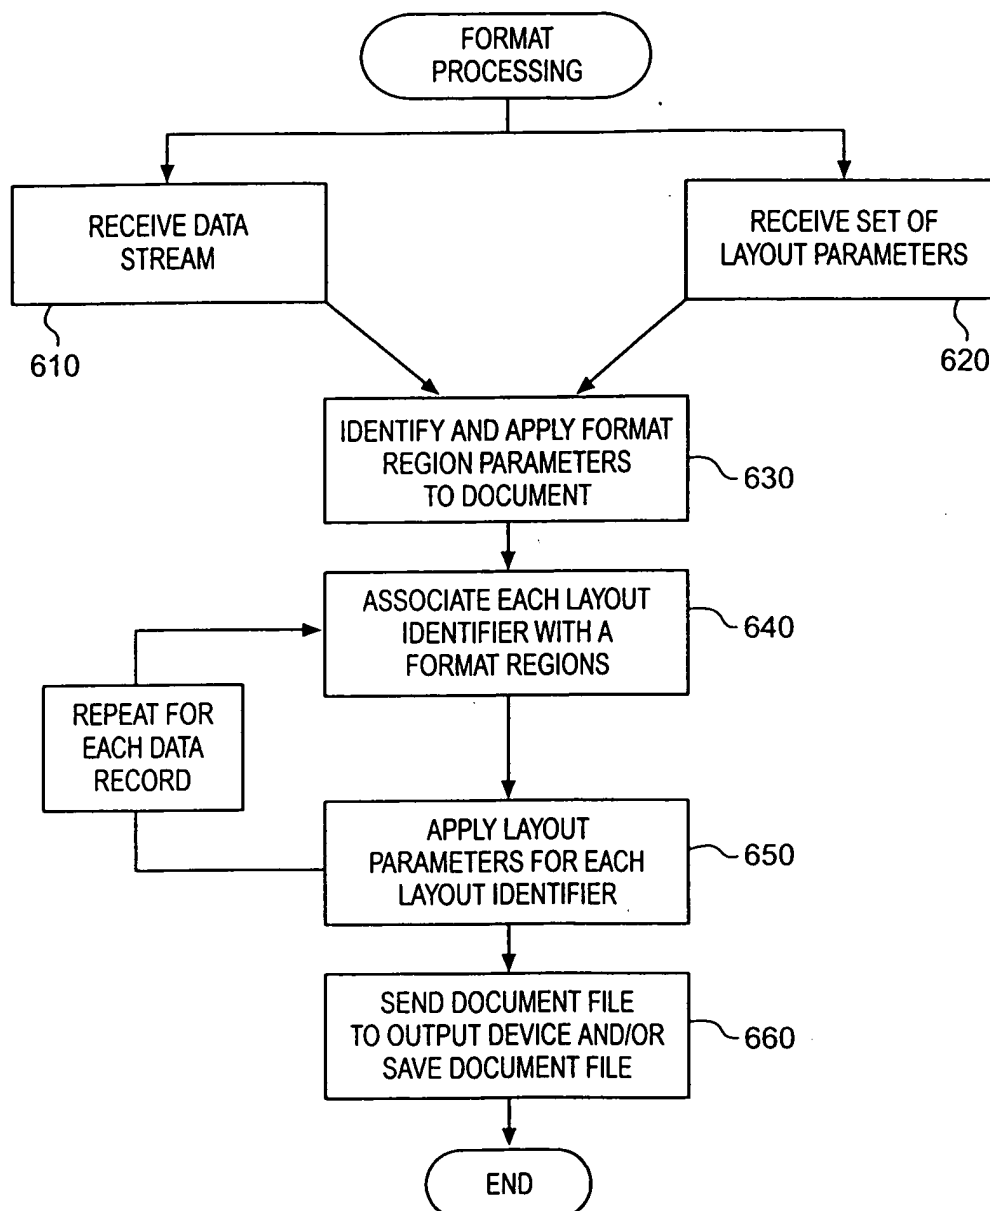 FORMAT
PROCESSING
RECEIVE DATA
STREAM
610
RECEIVE SET OF
LAYOUT PARAMETERS
620
IDENTIFY AND APPLY FORMAT
REGION PARAMETERS
TO DOCUMENT
630
ASSOCIATE EACH LAYOUT
IDENTIFIER WITH A
FORMAT REGIONS
640
REPEAT FOR
EACH DATA
RECORD
APPLY LAYOUT
PARAMETERS FOR EACH
LAYOUT IDENTIFIER
650
SEND DOCUMENT FILE
TO OUTPUT DEVICE AND/OR
SAVE DOCUMENT FILE
660
END